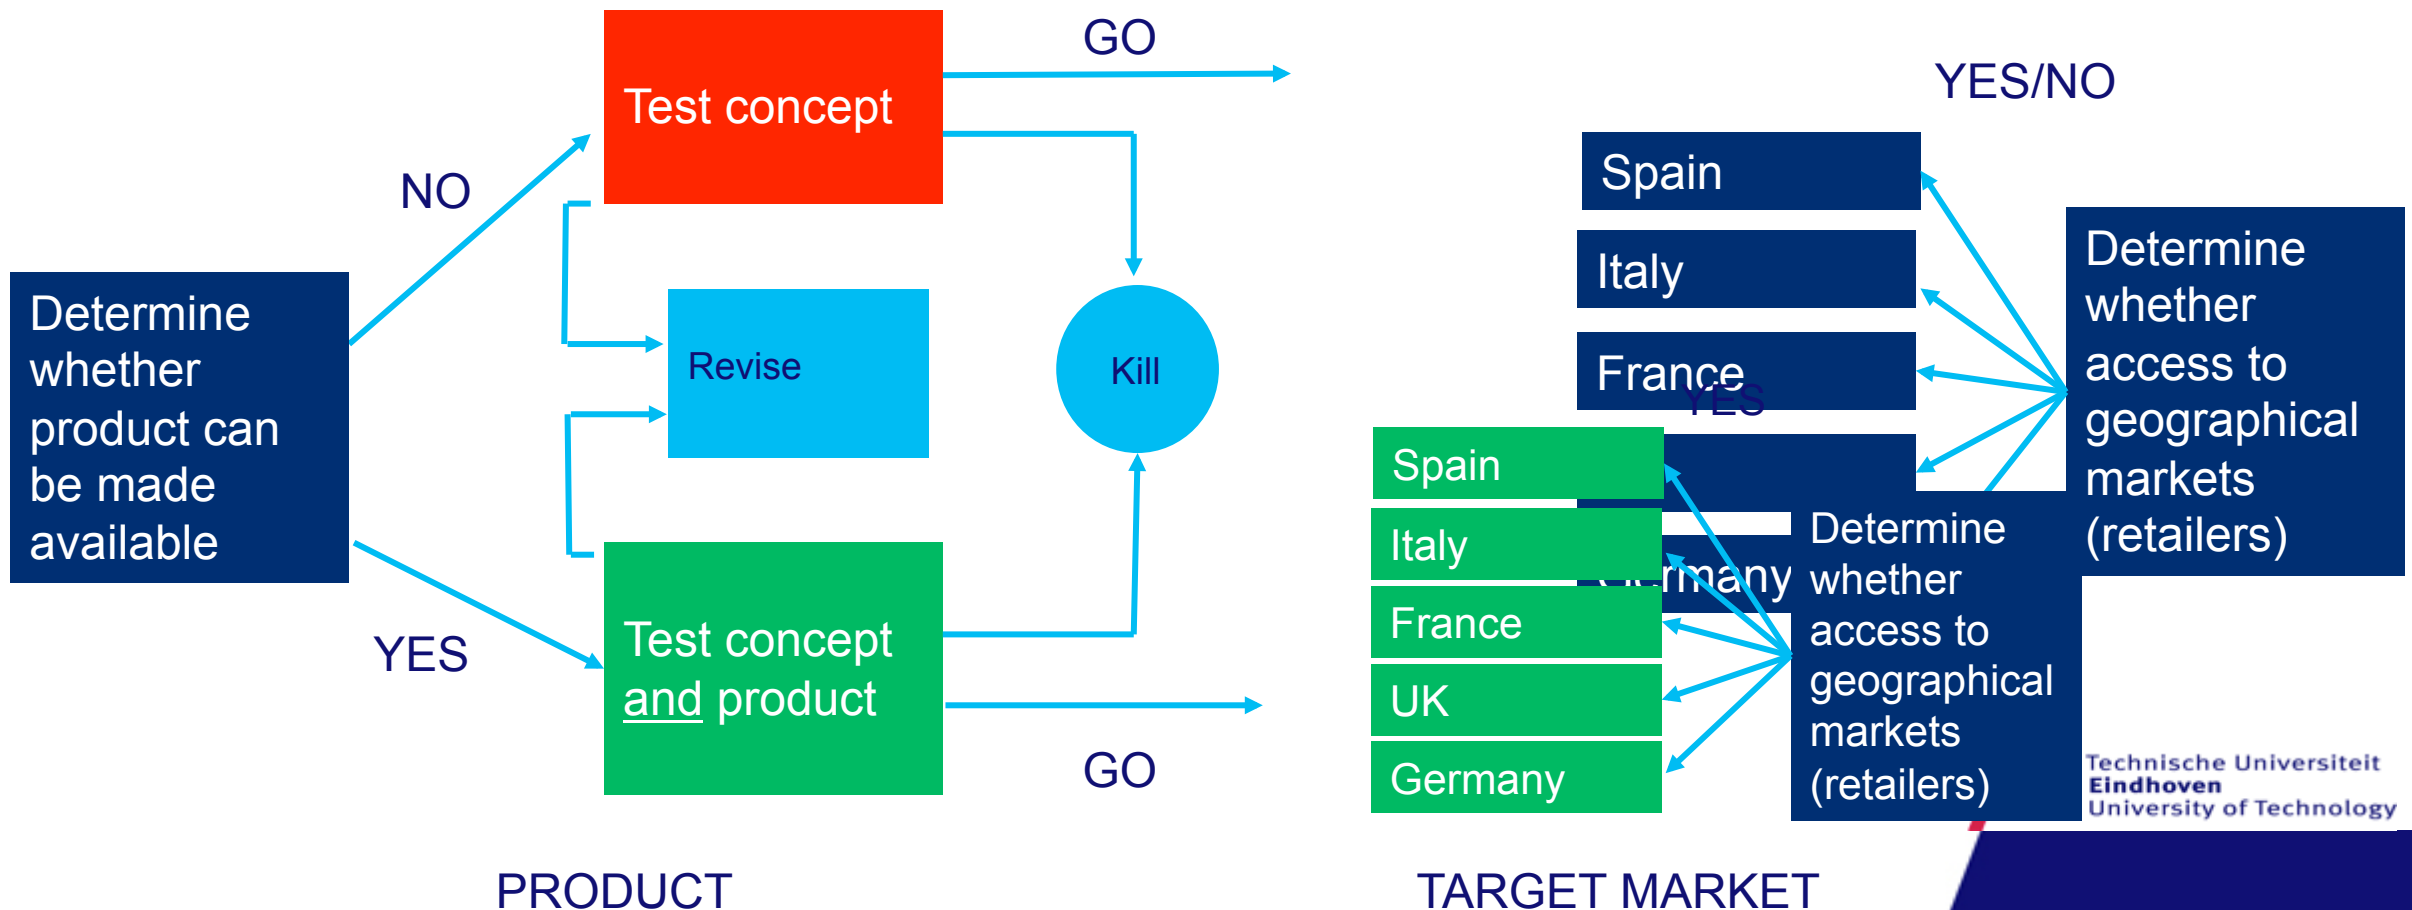 GO
Test concept
NO
Determine
whether
product can
be made
available
Revise
Kill
YES
Test concept
and product
GO
PRODUCT
YES/NO
Spain
Italy
France
Determine
whether
access to
geographical
markets
(retailers)
YES
Spain
Italy
France
UK
Germany
Germany
Determine
whether
access to
geographical
markets
(retailers)
Technische Universiteit
Eindhoven
University of Technology
TARGET MARKET